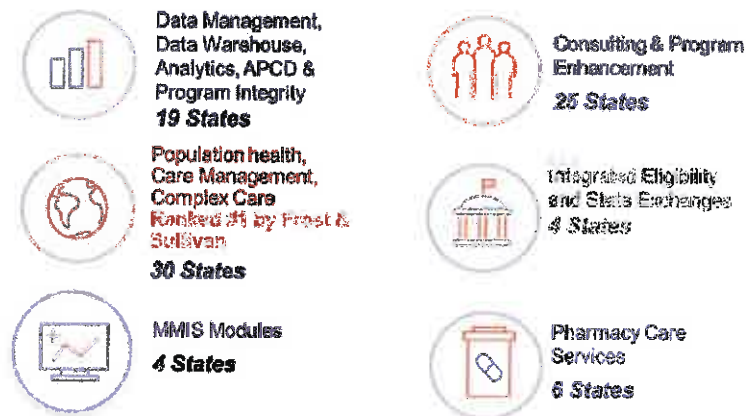 Data Management,
Data Warehouse,
Analytics, APCD &
Program Integrity
19 States
Population health,
Care Management,
Complex Care
Ranked #1 by Frost &
Sullivan
30 States
MMIS Modules
4 States
Consulting & Program
Enhancement
25 States
Integrated Eligibility
and State Exchanges
4 States
Pharmacy Care
Services
6 States